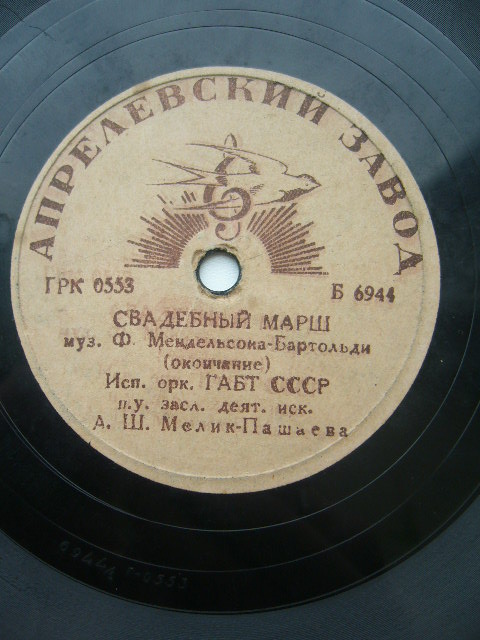 АПРЕЛЕВСКИЙ ЗАВОД
ГРК 0553
Б 6944
СВАДЕБНЫЙ МАРШ
муз. Ф. Мендельсона-Бартольди
(окончание)
Исп. орк. ГАБТ СССР
п.у. засл. деят. иск.
А. Ш. Мелик-Пашаева